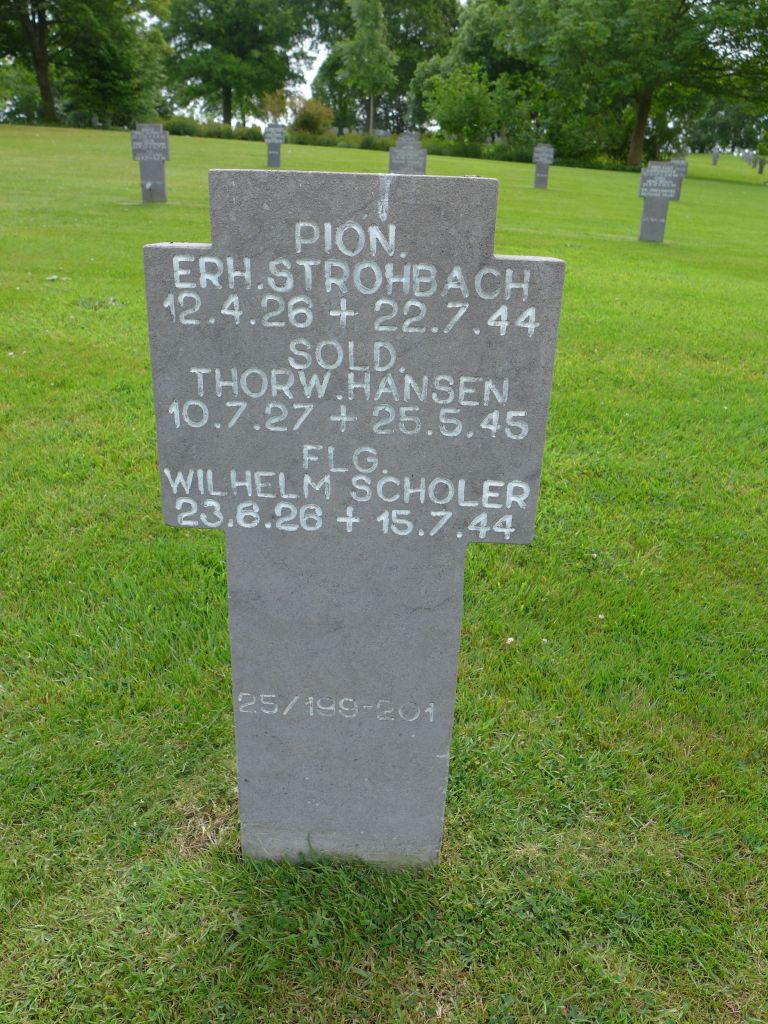 PION.
ERH. STROHBACH
12.4.26 + 22.7.44
SOLD.
THORW. HANSEN
10.7.27 + 25.5.45
FLG.
WILHELM SCHOLER
23.6.26 + 15.7.44
25/199-201